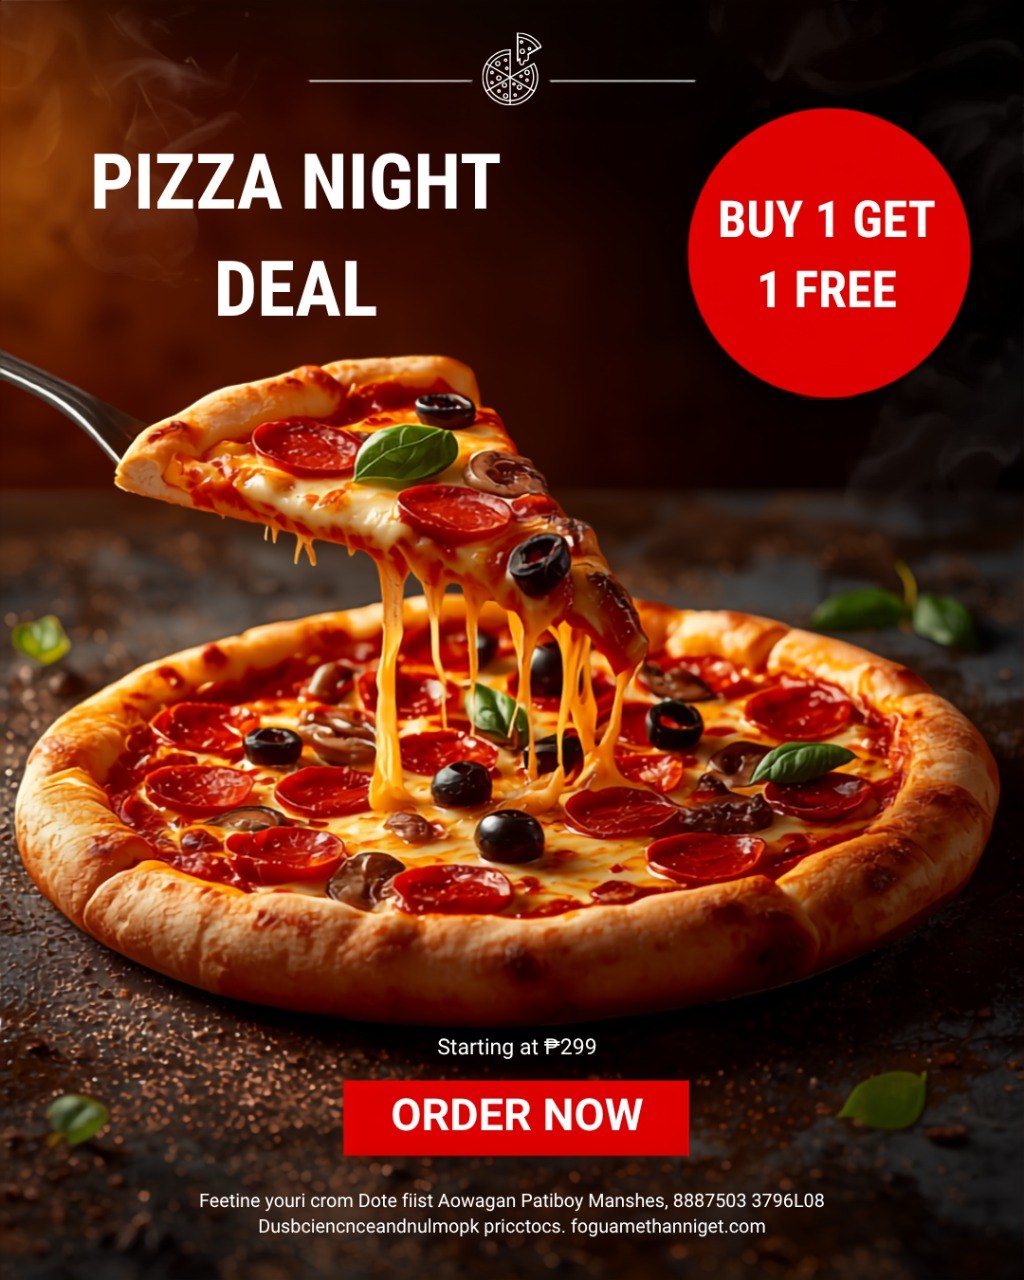 PIZZA NIGHT
DEAL
BUY 1 GET
1 FREE
Starting at ₱299
ORDER NOW
Feetine youri crom Dote fiist Aowagan Patiboy Manshes, 8887503 3796L08
Dusbciencnceandnulmopk pricctocs. foguamethanniget.com